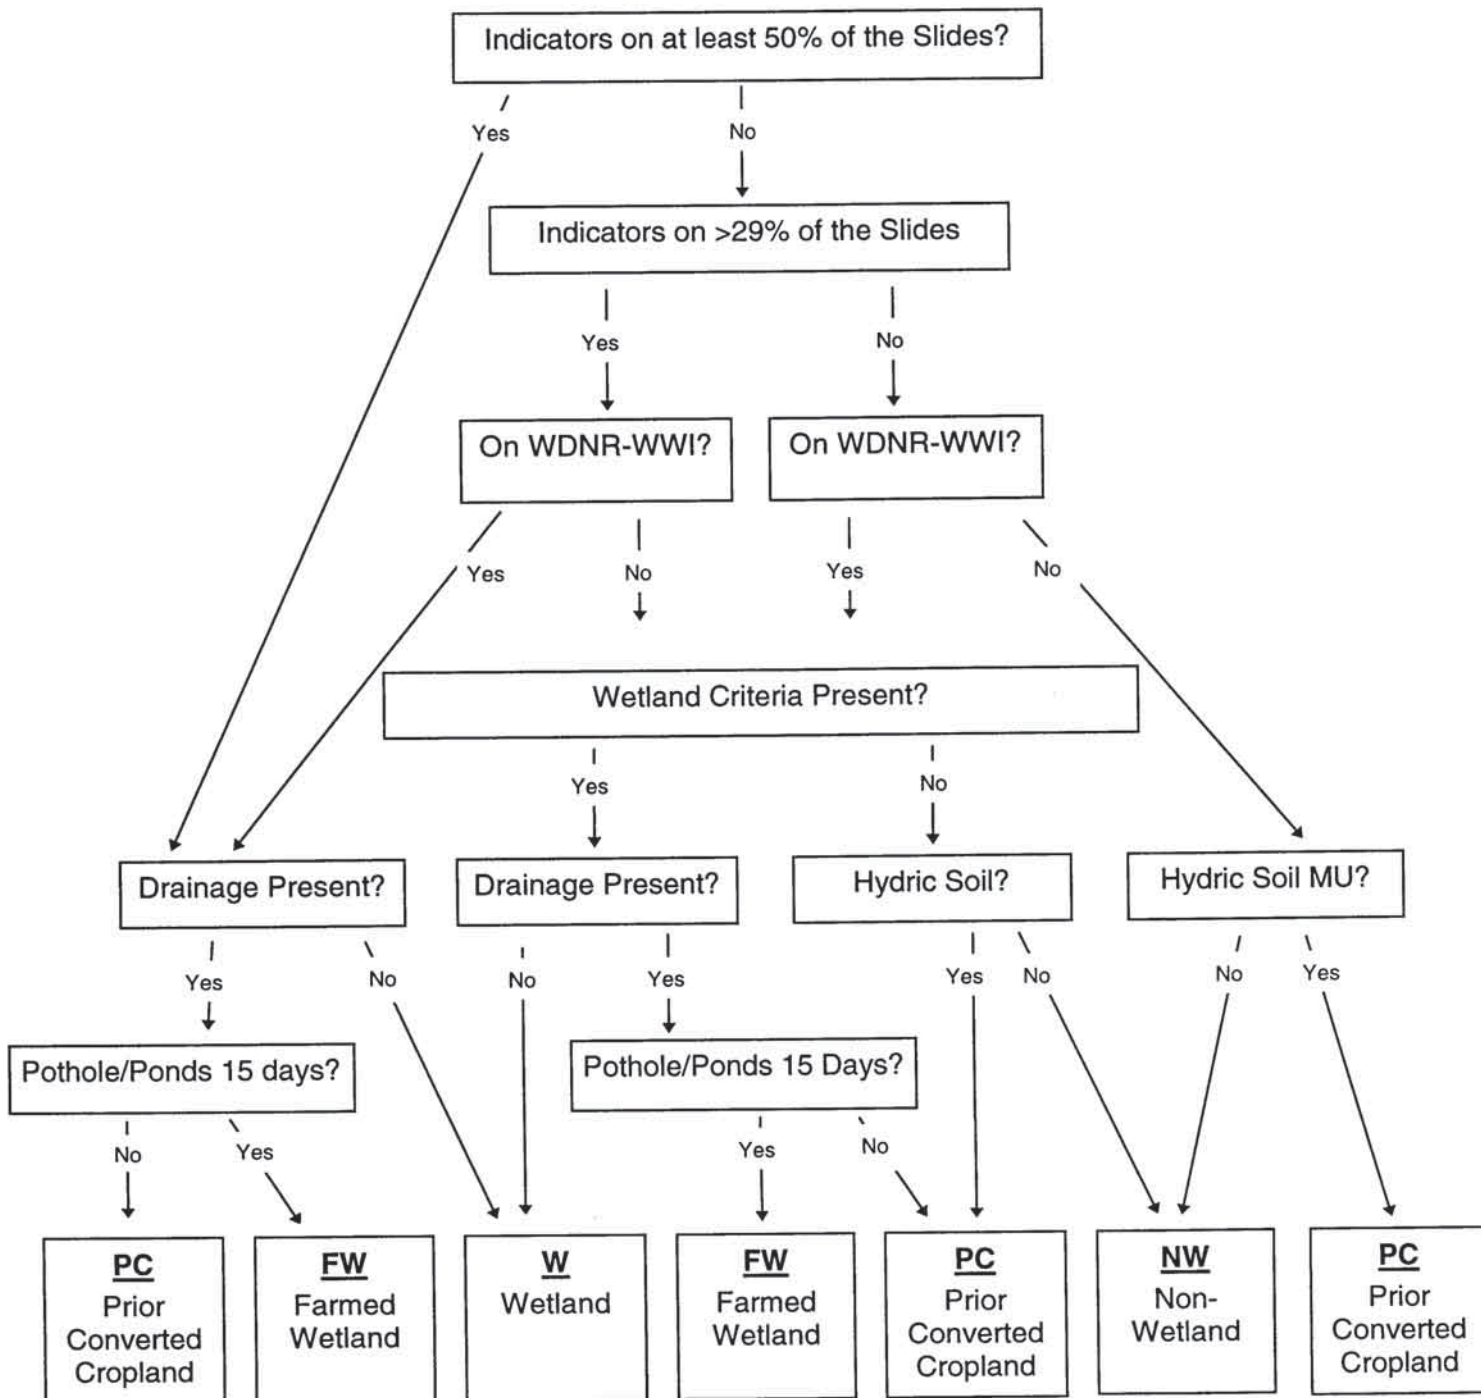 Indicators on at least 50% of the Slides?
Yes
No
Indicators on >29% of the Slides
Yes
No
On WDNR-WWI?
On WDNR-WWI?
Yes
No
Yes
No
Wetland Criteria Present?
Yes
No
Drainage Present?
Drainage Present?
Hydric Soil?
Hydric Soil MU?
Yes
No
No
Yes
Yes
No
No
Yes
Pothole/Ponds 15 days?
Pothole/Ponds 15 Days?
No
Yes
Yes
No
PC
Prior
Converted
Cropland
FW
Farmed
Wetland
W
Wetland
FW
Farmed
Wetland
PC
Prior
Converted
Cropland
NW
Non-
Wetland
PC
Prior
Converted
Cropland